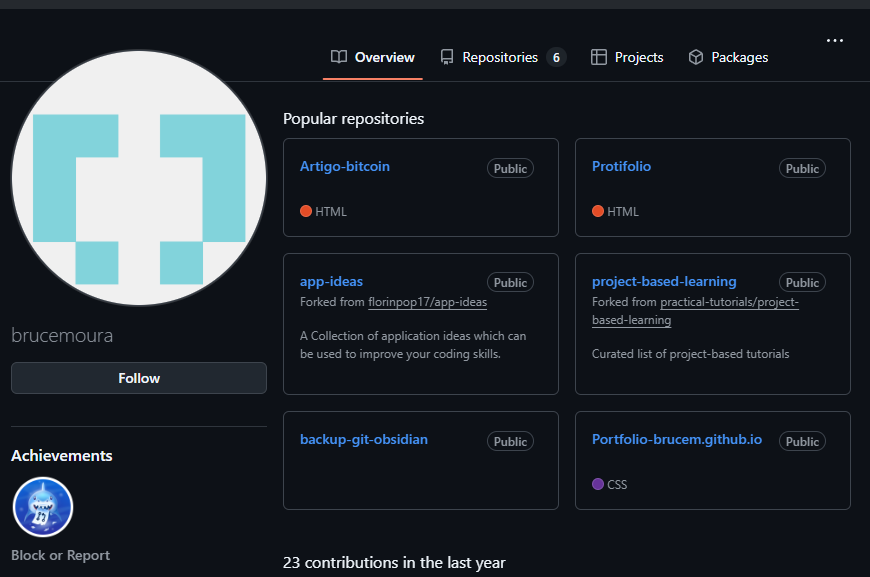 Overview
Repositories 6
Projects
Packages
brucemoura
Follow
Achievements
Block or Report
Popular repositories
Artigo-bitcoin
Public
HTML
Protifolio
Public
HTML
app-ideas
Public
Forked from florinpop17/app-ideas
A Collection of application ideas which can
be used to improve your coding skills.
project-based-learning
Public
Forked from practical-tutorials/project-
based-learning
Curated list of project-based tutorials
backup-git-obsidian
Public
Portfolio-brucem.github.io
Public
CSS
23 contributions in the last year